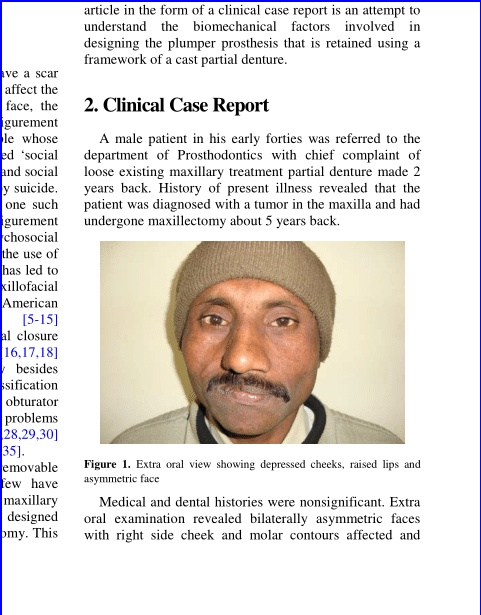 ave a scar
affect the
face, the
igurement
ple whose
ed ‘social
and social
by suicide.
one such
igurement
ychosocial
the use of
has led to
xillofacial
American
[5-15]
al closure
16,17,18]
y besides
ssification
obturator
problems
,28,29,30]
35].
removable
few have
maxillary
designed
omy. This
article in the form of a clinical case report is an attempt to
understand the biomechanical factors involved in
designing the plumper prosthesis that is retained using a
framework of a cast partial denture.
2. Clinical Case Report
A male patient in his early forties was referred to the
department of Prosthodontics with chief complaint of
loose existing maxillary treatment partial denture made 2
years back. History of present illness revealed that the
patient was diagnosed with a tumor in the maxilla and had
undergone maxillectomy about 5 years back.
Figure 1. Extra oral view showing depressed cheeks, raised lips and
asymmetric face
Medical and dental histories were nonsignificant. Extra
oral examination revealed bilaterally asymmetric faces
with right side cheek and molar contours affected and